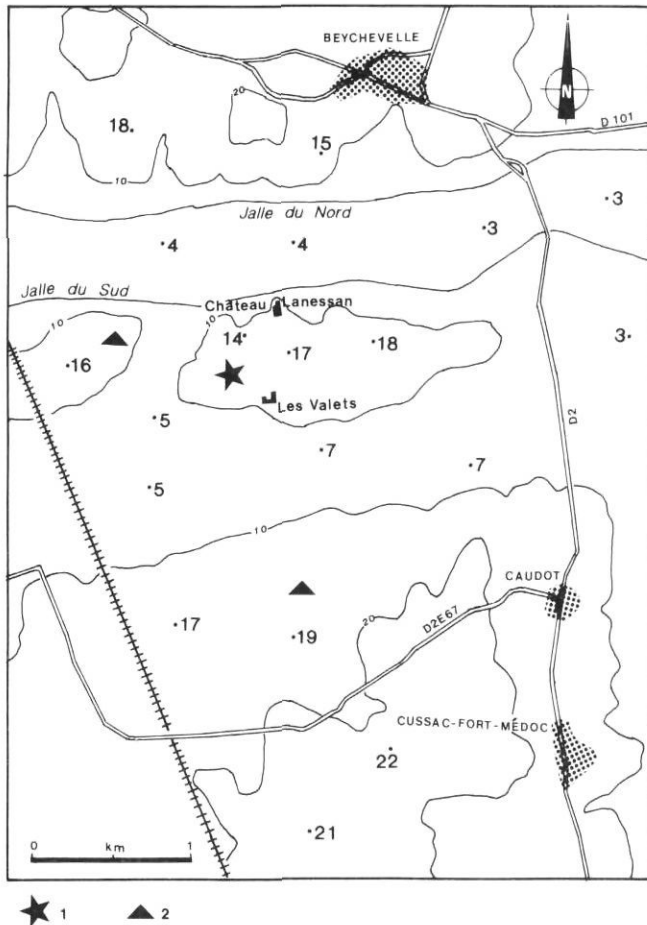 BEYCHEVELLE
N
20
18.
15
D 101
10
Jalle du Nord
3
3
4
4
Jalle du Sud
Château Lanessan
10
10
14
17
18
3
16
Les Valets
5
D2
7
7
5
10
CAUDOT
17
19
20
D2E67
CUSSAC-FORT-MÉDOC
22
21
0 km 1
1 2